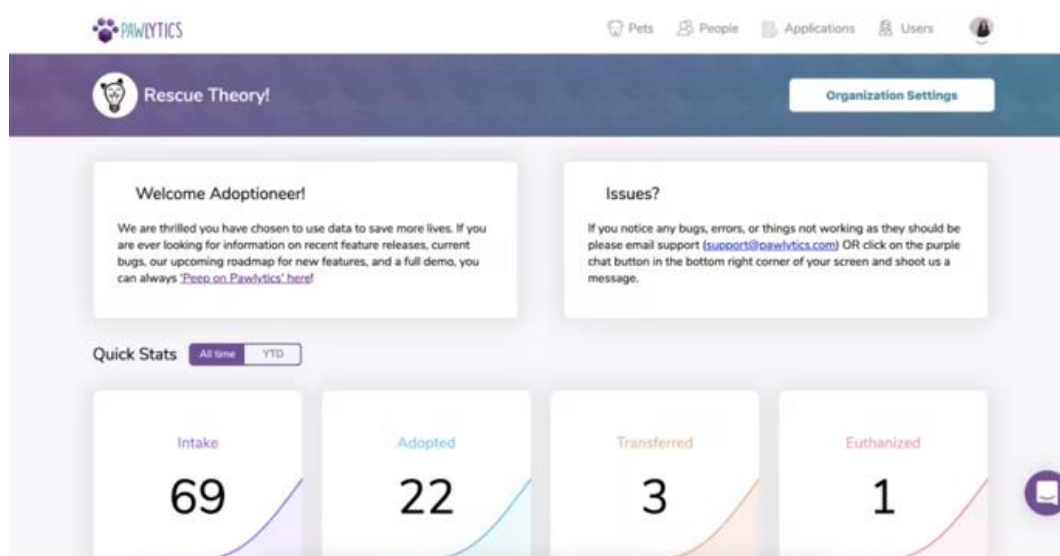 PAWLYTICS
Pets People Applications Users
Rescue Theory!
Organization Settings
Welcome Adoptioneer!
We are thrilled you have chosen to use data to save more lives. If you
are ever looking for information on recent feature releases, current
bugs, our upcoming roadmap for new features, and a full demo, you
can always 'Peep on Pawlytics' here!
Issues?
If you notice any bugs, errors, or things not working as they should be
please email support (support@pawlytics.com) OR click on the purple
chat button in the bottom right corner of your screen and shoot us a
message.
Quick Stats All time YTD
Intake
69
Adopted
22
Transferred
3
Euthanized
1